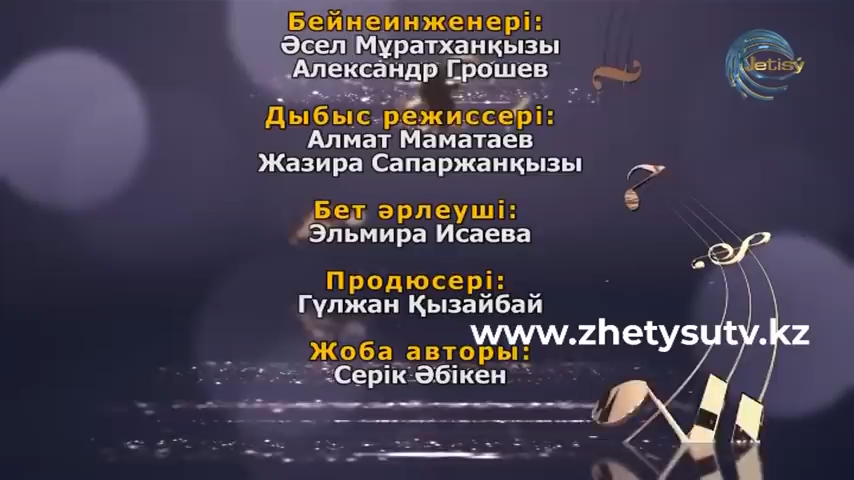 Бейнеинженері:
Әсел Мұратханқызы
Александр Грошев
Jetisý
Дыбыс режиссері:
Алмат Маматаев
Жазира Сапаржанқызы
Бет әрлеуші:
Эльмира Исаева
Продюсері:
Гүлжан Қызайбай
www.zhetysutv.kz
Жоба авторы:
Серік Әбікен